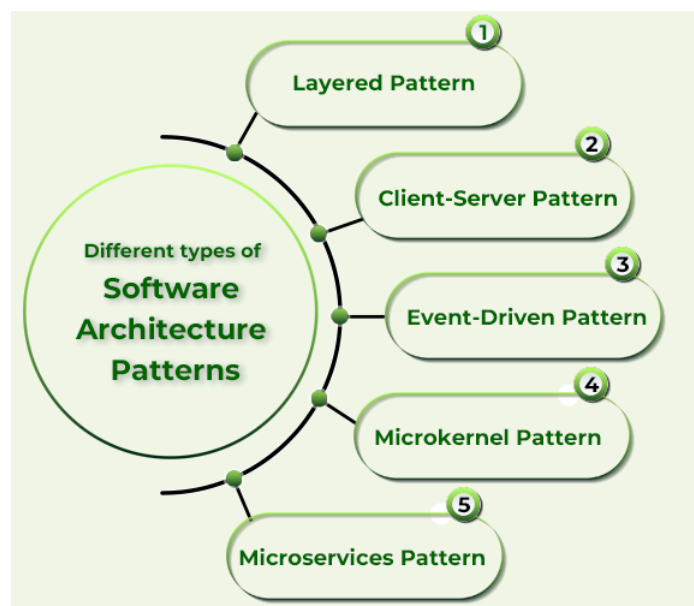 1
Layered Pattern
2
Client-Server Pattern
Different types of
Software
Architecture
Patterns
3
Event-Driven Pattern
4
Microkernel Pattern
5
Microservices Pattern